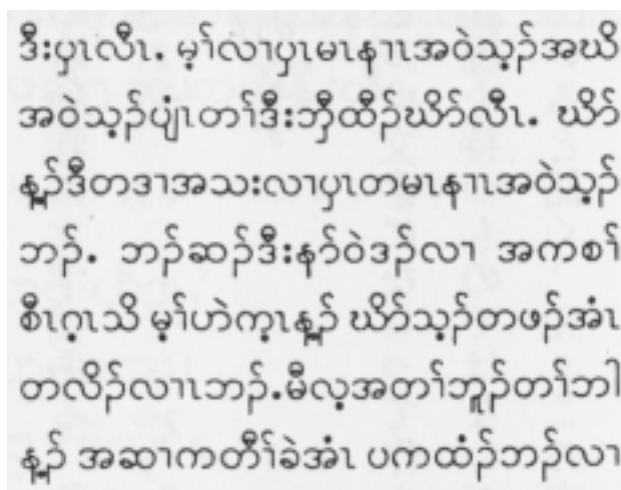 ဒီးပှၤလီၤ. မ့ၢ်လၢပှၤမၤနၢၤအဝဲသ့ၣ်အဃိ
အဝဲသ့ၣ်ပျံၤတၢ်ဒီးဘှီထီၣ်ဃိာ်လီၤ. ဃိာ်
န့ၣ်ဒီတဒၢအသးလၢပှၤတမၤနၢၤအဝဲသ့ၣ်
ဘၣ်. ဘၣ်ဆၣ်ဒီးနာ်ဝဲဒၣ်လၢ အကစၢ်
စီၤဂ့ၤသိ မ့ၢ်ဟဲက့ၤန့ၣ် ဃိာ်သ့ၣ်တဖၣ်အံၤ
တလိၣ်လၢၤဘၣ်.မီလ့အတၢ်ဘူၣ်တၢ်ဘါ
န့ၣ် အဆၢကတီၢ်ခဲအံၤ ပကထံၣ်ဘၣ်လၢ